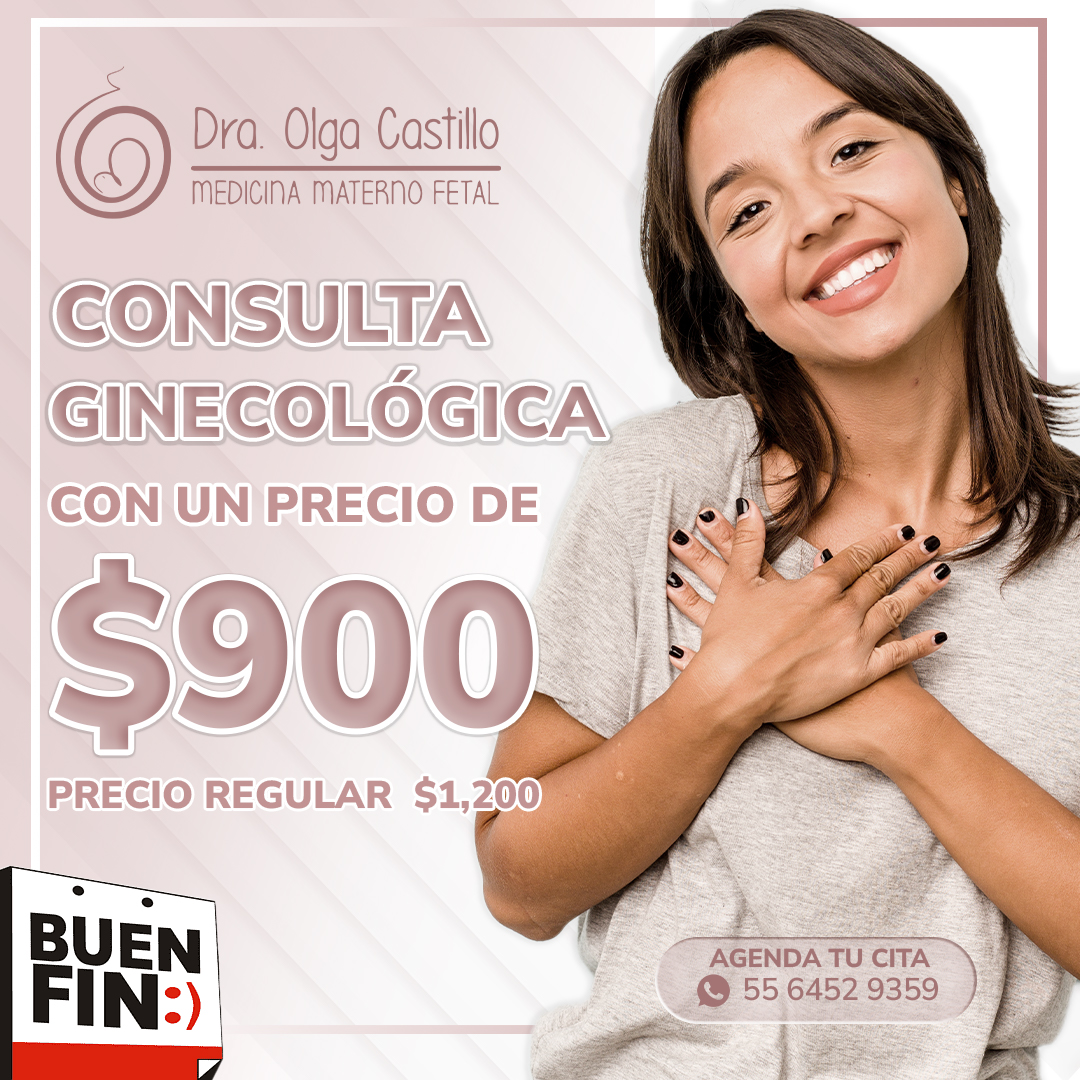 Dra. Olga Castillo
MEDICINA MATERNO FETAL
CONSULTA
GINECOLÓGICA
CON UN PRECIO DE
$900
PRECIO REGULAR $1,200
BUEN
FIN:)
AGENDA TU CITA
55 6452 9359